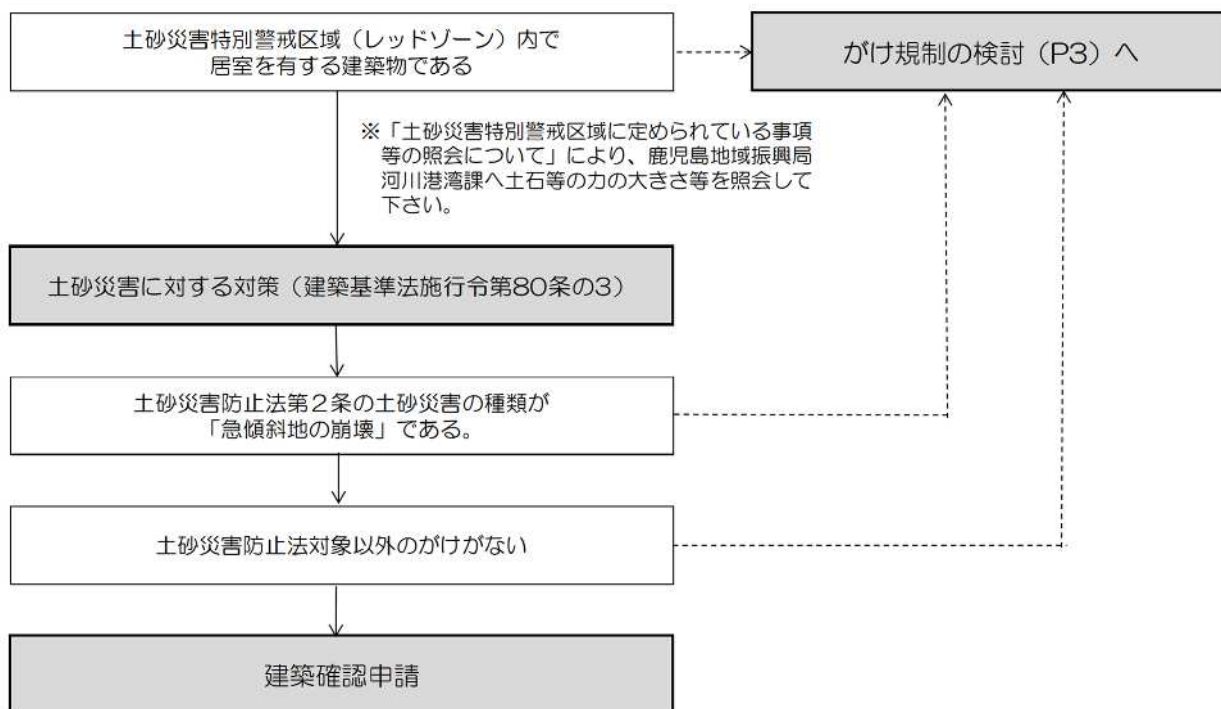 土砂災害特別警戒区域（レッドゾーン）内で
居室を有する建築物である
がけ規制の検討（P3）へ
※「土砂災害特別警戒区域に定められている事項
等の照会について」により、鹿児島地域振興局
河川港湾課へ土石等の力の大きさ等を照会して
下さい。
土砂災害に対する対策（建築基準法施行令第80条の3）
土砂災害防止法第２条の土砂災害の種類が
「急傾斜地の崩壊」である。
土砂災害防止法対象以外のがけがない
建築確認申請